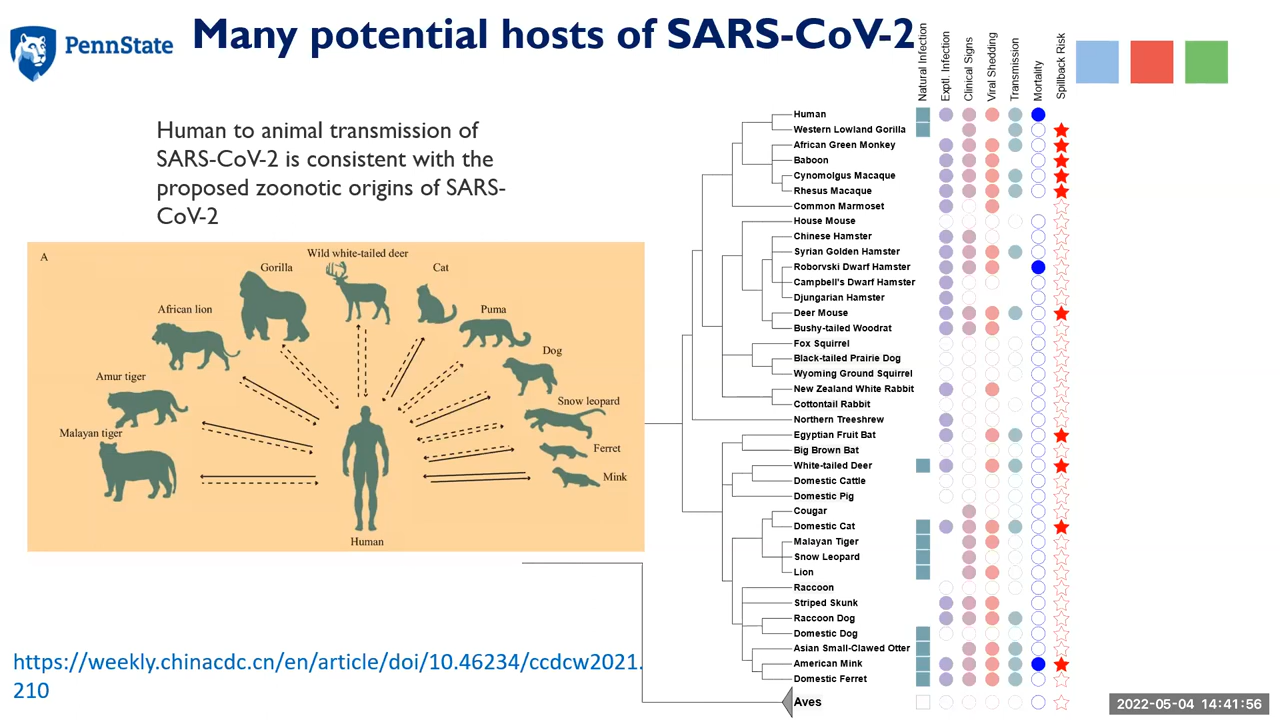 PennState
Many potential hosts of SARS-CoV-2
Natural Infection
Exptl. Infection
Clinical Signs
Viral Shedding
Transmission
Mortality
Spillback Risk
Human to animal transmission of
SARS-CoV-2 is consistent with the
proposed zoonotic origins of SARS-
CoV-2
A
Wild white-tailed deer
Gorilla
Cat
African lion
Puma
Dog
Amur tiger
Snow leopard
Malayan tiger
Ferret
Mink
Human
Human
Western Lowland Gorilla
African Green Monkey
Baboon
Cynomolgus Macaque
Rhesus Macaque
Common Marmoset
House Mouse
Chinese Hamster
Syrian Golden Hamster
Roborvski Dwarf Hamster
Campbell's Dwarf Hamster
Djungarian Hamster
Deer Mouse
Bushy-tailed Woodrat
Fox Squirrel
Black-tailed Prairie Dog
Wyoming Ground Squirrel
New Zealand White Rabbit
Cottontail Rabbit
Northern Treeshrew
Egyptian Fruit Bat
Big Brown Bat
White-tailed Deer
Domestic Cattle
Domestic Pig
Cougar
Domestic Cat
Malayan Tiger
Snow Leopard
Lion
Raccoon
Striped Skunk
Raccoon Dog
Domestic Dog
Asian Small-Clawed Otter
American Mink
Domestic Ferret
Aves
https://weekly.chinacdc.cn/en/article/doi/10.46234/ccdcw2021.
210
2022-05-04 14:41:56